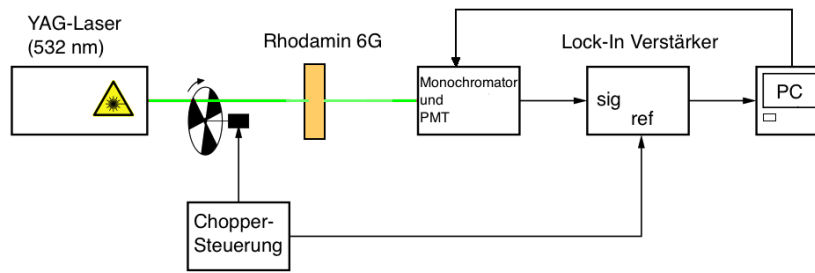 YAG-Laser
(532 nm)
Rhodamin 6G
Lock-In Verstärker
Monochromator
und
PMT
sig
ref
PC
Chopper-
Steuerung